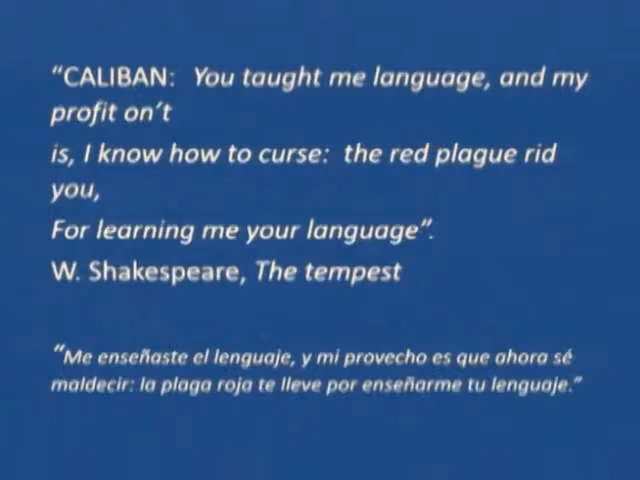 “CALIBAN: You taught me language, and my
profit on’t
is, I know how to curse: the red plague rid
you,
For learning me your language”.
W. Shakespeare, The tempest
“Me enseñaste el lenguaje, y mi provecho es que ahora sé
maldecir: la plaga roja te lleve por enseñarme tu lenguaje.”